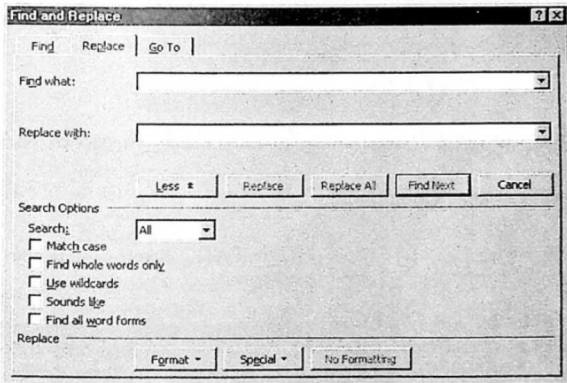 Find and Replace
Find Replace Go To
Find what:
Replace with:
Less Replace Replace All Find Next Cancel
Search Options
Search: All
Match case
Find whole words only
Use wildcards
Sounds like
Find all word forms
Replace
Format Special No Formatting